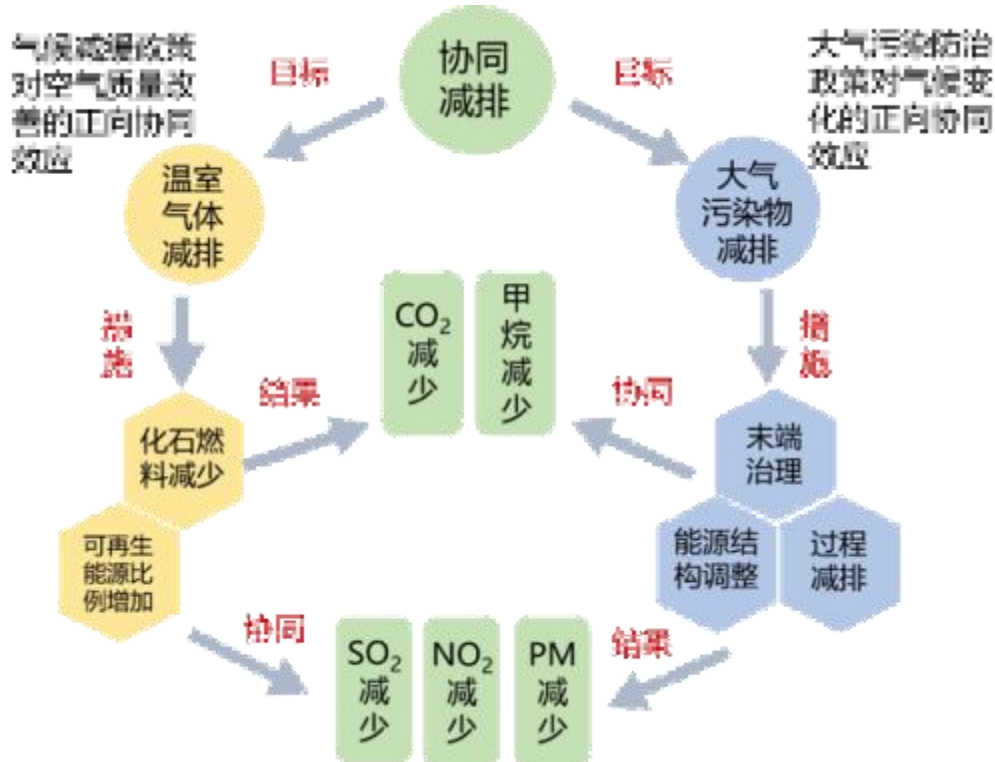 气候减缓政策
对空气质量改
善的正向协同
效应
目标
协同
减排
目标
大气污染防治
政策对气候变
化的正向协同
效应
温室
气体
减排
大气
污染物
减排
措
施
CO₂
减
少
甲
烷
减
少
措
施
结果
协同
化石燃
料减少
末端
治理
可再生
能源比
例增加
能源结
构调整
过程
减排
协同
SO₂
减
少
NO₂
减
少
PM
减
少
结果